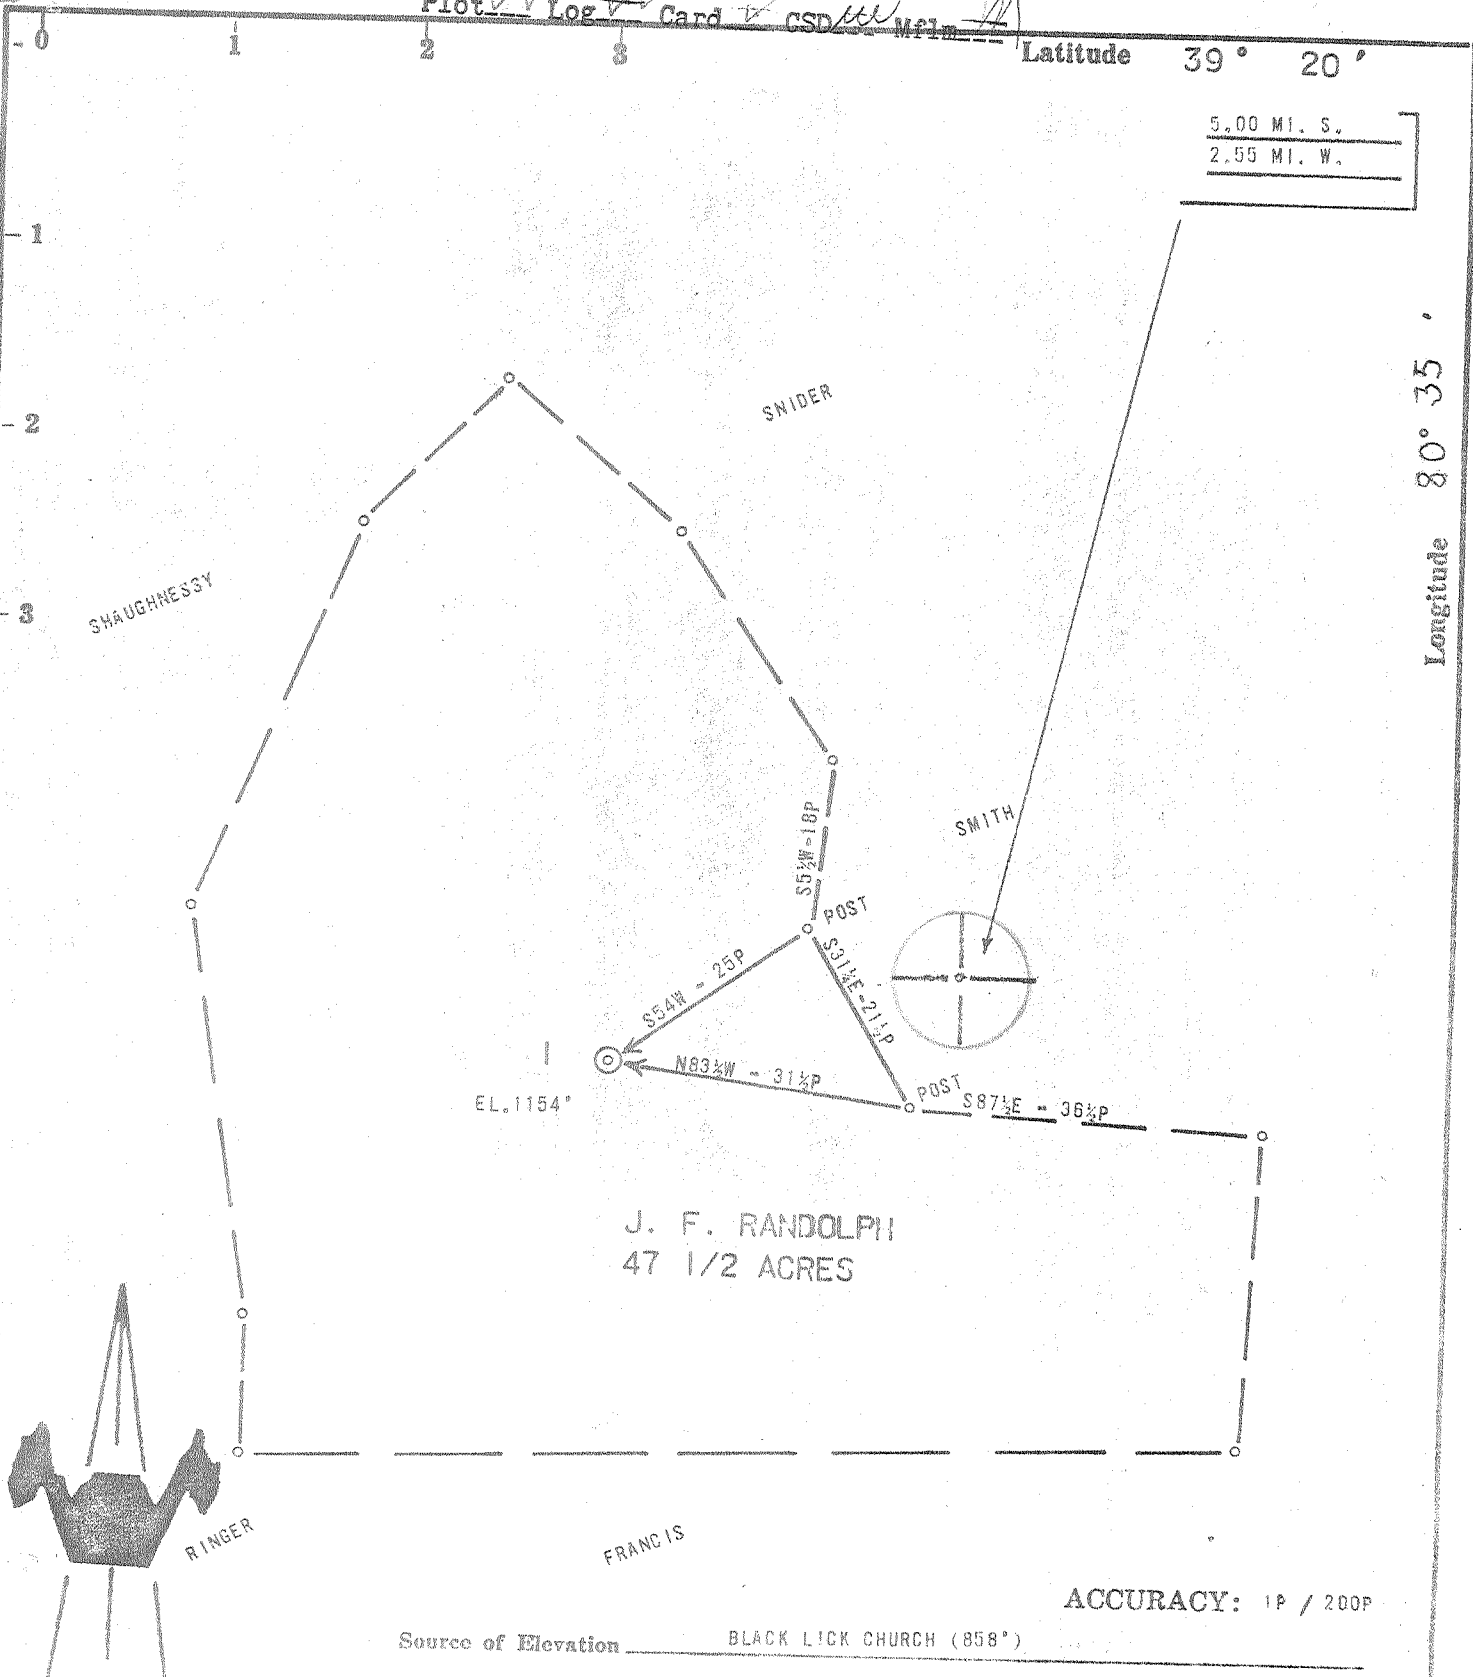 Plot Log Card GSD Mflm
0 1 2 3
Latitude 39° 20'
5.00 MI. S.
2.55 MI. W.
1
2
3
Longitude 80° 35'
SNIDER
SHAUGHNESSY
SMITH
S5½W-18P
POST
S54W - 25P
S31¼E-21½P
N83¼W - 31½P
POST
S87½E - 36½P
EL.1154'
J. F. RANDOLPH
47 1/2 ACRES
RINGER
FRANCIS
ACCURACY: 1P / 200P
Source of Elevation BLACK LICK CHURCH (858')